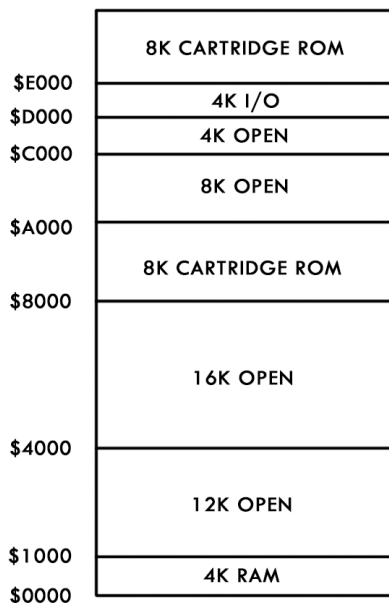 8K CARTRIDGE ROM
$E000
4K I/O
$D000
4K OPEN
$C000
8K OPEN
$A000
8K CARTRIDGE ROM
$8000
16K OPEN
$4000
12K OPEN
$1000
4K RAM
$0000